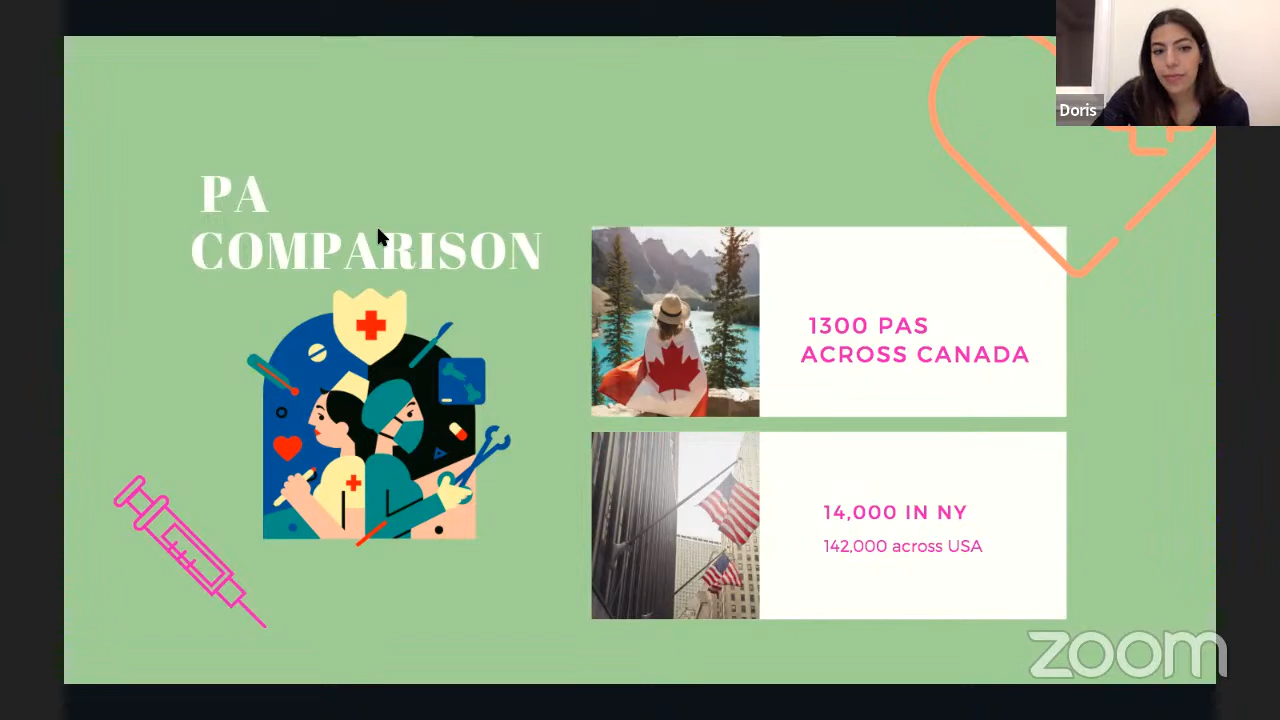 Doris
PA
COMPARISON
1300 PAS
ACROSS CANADA
14,000 IN NY
142,000 across USA
zoom